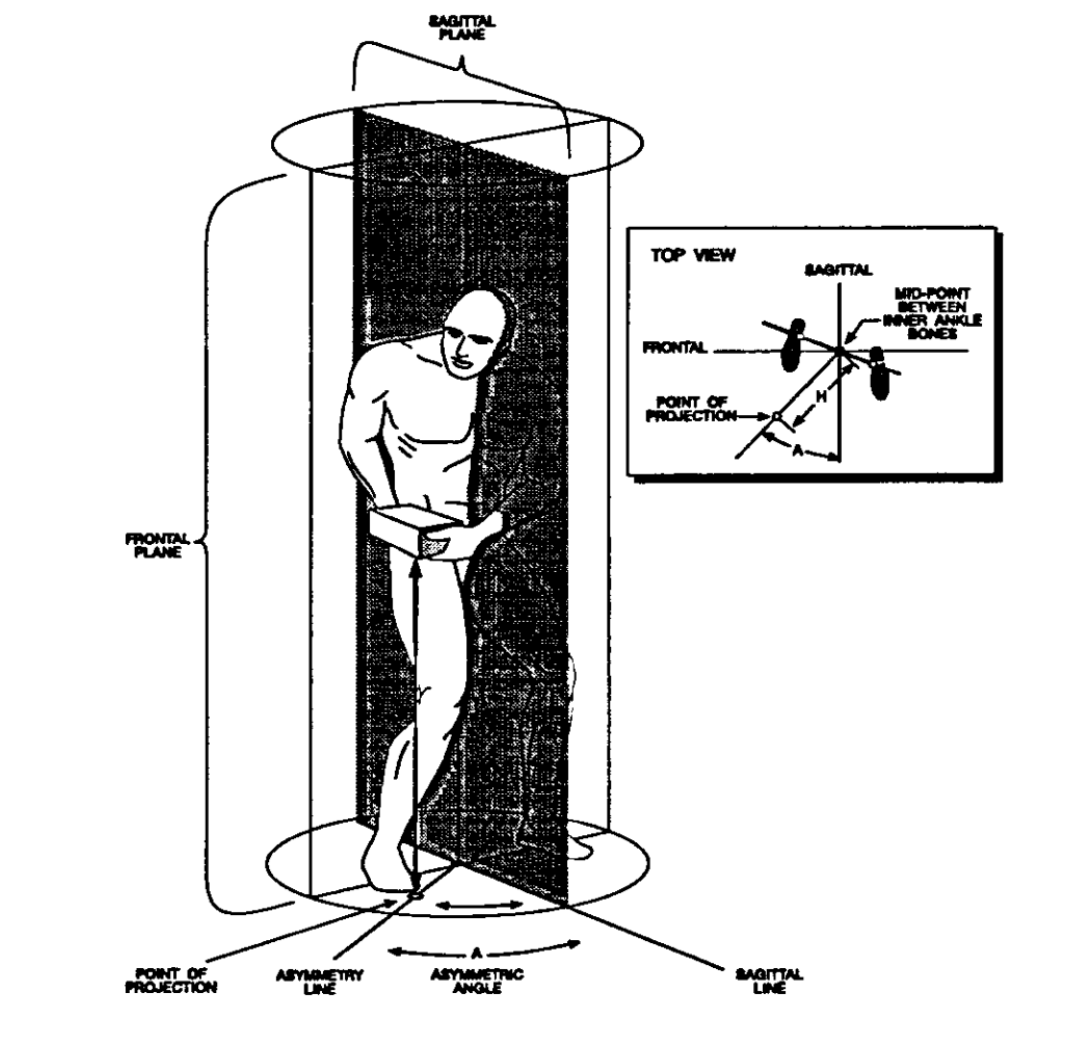 SAGITTAL
PLANE
TOP VIEW
SAGITTAL
MID-POINT
BETWEEN
INNER ANKLE
BONES
FRONTAL
POINT OF
PROJECTION
H
A
FRONTAL
PLANE
A
POINT OF
PROJECTION
ASYMMETRY
LINE
ASYMMETRIC
ANGLE
SAGITTAL
LINE